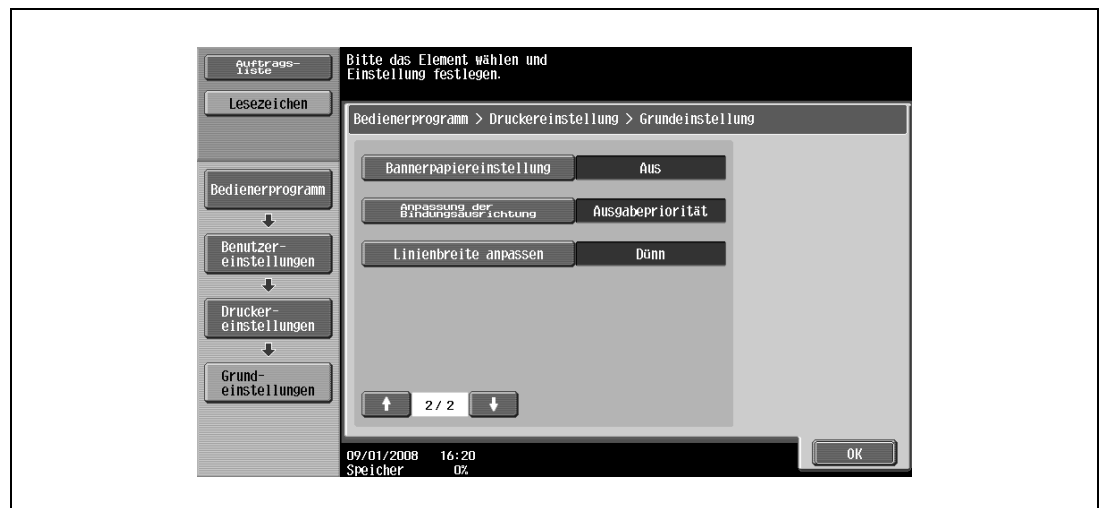 Auftrags-
liste
Bitte das Element wählen und
Einstellung festlegen.
Lesezeichen
Bedienerprogramm > Druckereinstellung > Grundeinstellung
Bannerpapiereinstellung Aus
Bedienerprogramm
Anpassung der
Bindungsausrichtung Ausgabepriorität
Benutzer-
einstellungen
Linienbreite anpassen Dünn
Drucker-
einstellungen
Grund-
einstellungen
2/2
09/01/2008 16:20
Speicher 0%
OK